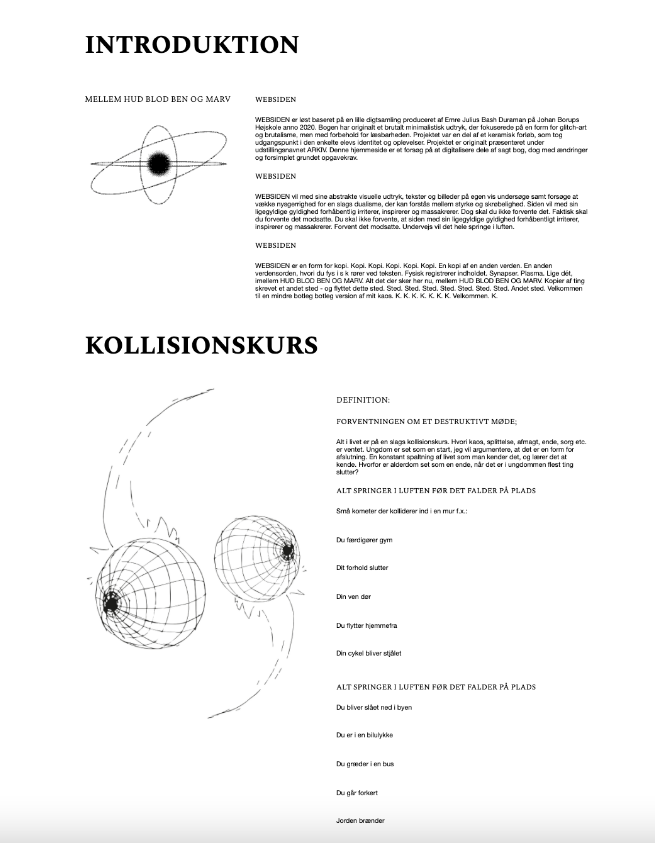 INTRODUKTION
MELLEM HUD BLOD BEN OG MARV
WEBSIDEN
WEBSIDEN er løst baseret på en lille digtsamling produceret af Emre Julius Bash Duraman på Johan Borups
Højskole anno 2020. Bogen har originalt et brutalt minimalistisk udtryk, der fokuserede på en form for glitch-art
og brutalisme, men med forbehold for læsbarheden. Projektet var en del af et keramisk forløb, som tog
udgangspunkt i den enkelte elevs identitet og oplevelser. Projektet er originalt præsenteret under
udstillingsnavnet ARKIV. Denne hjemmeside er et forsøg på at digitalisere dele af sagt bog, dog med ændringer
og forsimplet grundet opgavekrav.
WEBSIDEN
WEBSIDEN vil med sine abstrakte visuelle udtryk, tekster og billeder på egen vis undersøge samt forsøge at
vække nysgerrighed for en slags dualisme, der kan forstås mellem styrke og skrøbelighed. Siden vil med sin
ligegyldige gyldighed forhåbentlig irriterer, inspirerer og massakrerer. Dog skal du ikke forvente det. Faktisk skal
du forvente det modsatte. Du skal ikke forvente, at siden med sin ligegyldige gyldighed forhåbentligt irriterer,
inspirerer og massakrerer. Forvent det modsatte. Undervejs vil det hele springe i luften.
WEBSIDEN
WEBSIDEN er en form for kopi. Kopi. Kopi. Kopi. Kopi. Kopi. En kopi af en anden verden. En anden
verdensorden, hvori du fys i s k rører ved teksten. Fysisk registrerer indholdet. Synapser. Plasma. Lige dét,
imellem HUD BLOD BEN OG MARV. Alt det der sker her nu, mellem HUD BLOD BEN OG MARV. Kopier af ting
skrevet et andet sted - og flyttet dette sted. Sted. Sted. Sted. Sted. Sted. Sted. Sted. Andet sted. Velkommen
til en mindre botleg botleg version af mit kaos. K. K. K. K. K. K. K. Velkommen. K.
KOLLISIONSKURS
DEFINITION:
FORVENTNINGEN OM ET DESTRUKTIVT MØDE;
Alt i livet er på en slags kollisionskurs. Hvori kaos, splittelse, afmagt, ende, sorg etc.
er ventet. Ungdom er set som en start, jeg vil argumentere, at det er en form for
afslutning. En konstant spaltning af livet som man kender det, og lærer det at
kende. Hvorfor er alderdom set som en ende, når det er i ungdommen flest ting
slutter?
ALT SPRINGER I LUFTEN FØR DET FALDER PÅ PLADS
Små kometer der kolliderer ind i en mur f.x.:
Du færdiggører gym
Dit forhold slutter
Din ven dør
Du flytter hjemmefra
Din cykel bliver stjålet
ALT SPRINGER I LUFTEN FØR DET FALDER PÅ PLADS
Du bliver slået ned i byen
Du er i en bilulykke
Du græder i en bus
Du går forkert
Jorden brænder